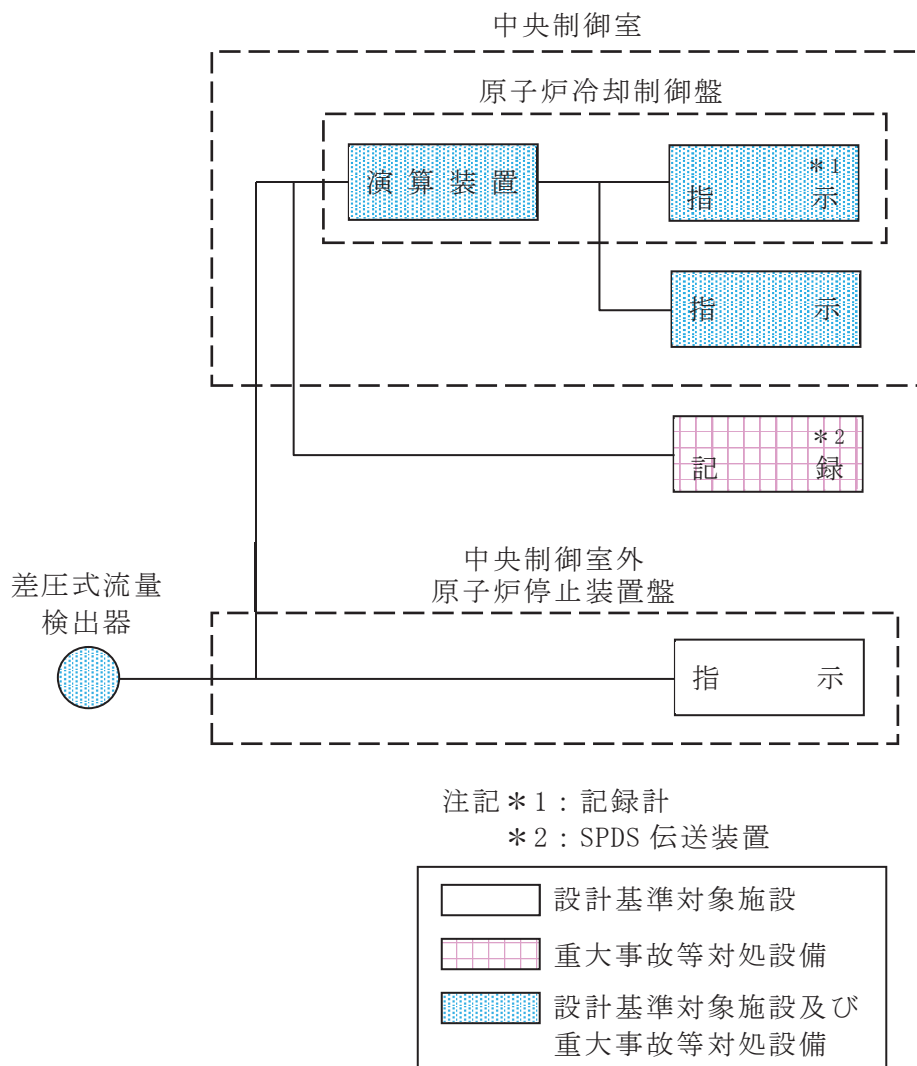 中央制御室
原子炉冷却制御盤
演算装置
＊1
指示
指示
＊2
記録
中央制御室外
原子炉停止装置盤
差圧式流量
検出器
指示
注記＊1：記録計
＊2：SPDS 伝送装置
設計基準対象施設
重大事故等対処設備
設計基準対象施設及び
重大事故等対処設備